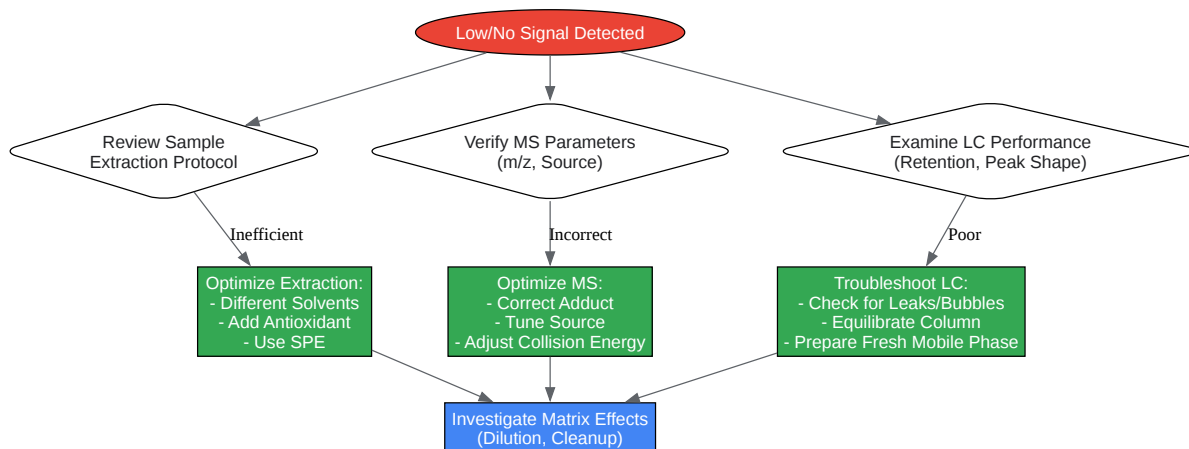 Low/No Signal Detected
Review Sample
Extraction Protocol
Verify MS Parameters
(m/z, Source)
Examine LC Performance
(Retention, Peak Shape)
Inefficient
Incorrect
Poor
Optimize Extraction:
- Different Solvents
- Add Antioxidant
- Use SPE
Optimize MS:
- Correct Adduct
- Tune Source
- Adjust Collision Energy
Troubleshoot LC:
- Check for Leaks/Bubbles
- Equilibrate Column
- Prepare Fresh Mobile Phase
Investigate Matrix Effects
(Dilution, Cleanup)